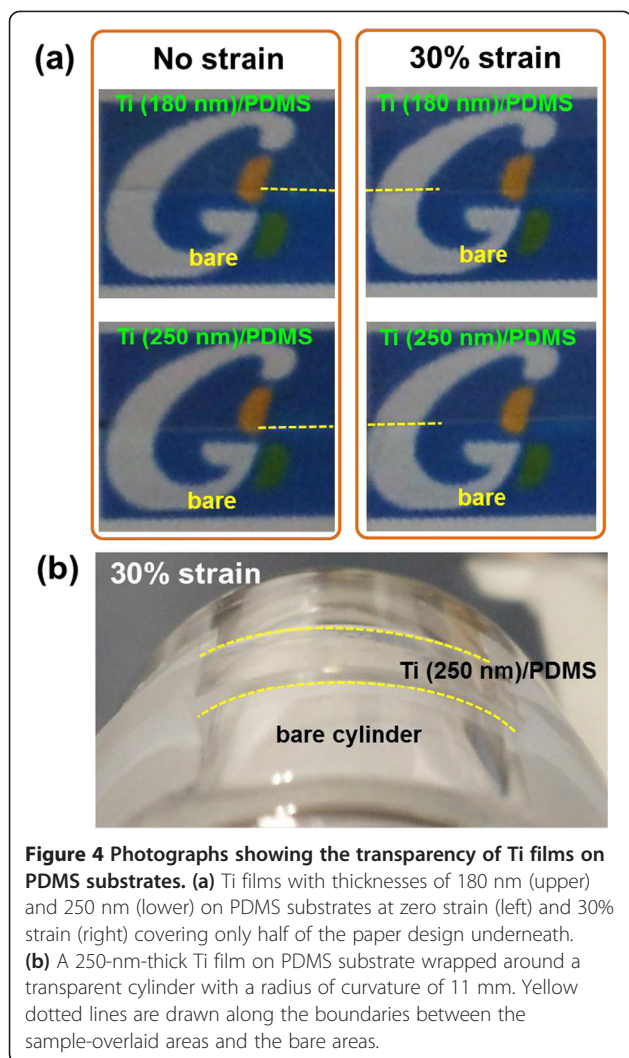 (a)
No strain
30% strain
Ti (180 nm)/PDMS
Ti (180 nm)/PDMS
G
G
bare
bare
Ti (250 nm)/PDMS
Ti (250 nm)/PDMS
G
G
bare
bare
(b)
30% strain
Ti (250 nm)/PDMS
bare cylinder
Figure 4 Photographs showing the transparency of Ti films on
PDMS substrates. (a) Ti films with thicknesses of 180 nm (upper)
and 250 nm (lower) on PDMS substrates at zero strain (left) and 30%
strain (right) covering only half of the paper design underneath.
(b) A 250-nm-thick Ti film on PDMS substrate wrapped around a
transparent cylinder with a radius of curvature of 11 mm. Yellow
dotted lines are drawn along the boundaries between the
sample-overlaid areas and the bare areas.